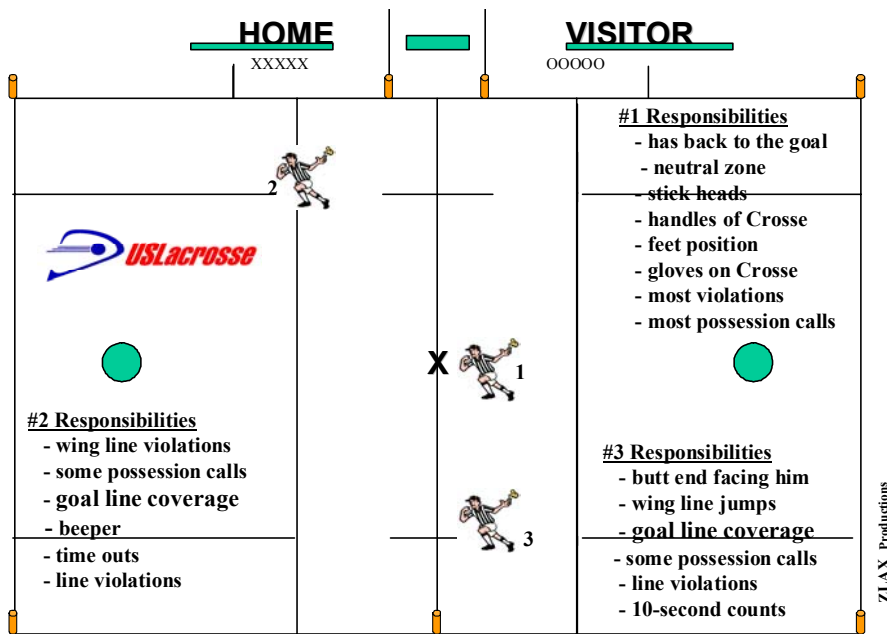 HOME
VISITOR
XXXXX
OOOOO
#1 Responsibilities
- has back to the goal
- neutral zone
- stick heads
- handles of Crosse
- feet position
- gloves on Crosse
- most violations
- most possession calls
2
USLacrosse
X
1
#2 Responsibilities
- wing line violations
- some possession calls
- goal line coverage
- beeper
- time outs
- line violations
3
#3 Responsibilities
- butt end facing him
- wing line jumps
- goal line coverage
- some possession calls
- line violations
- 10-second counts
ZLAX Productions